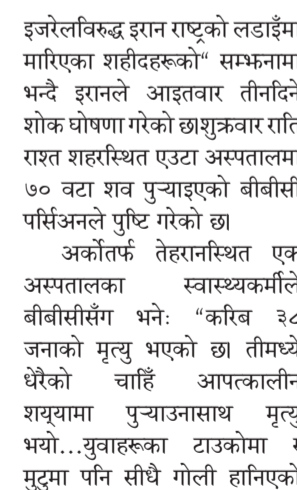 इजरेलविरुद्ध इरान राष्ट्रको लडाइँमा
मारिएका शहीदहरूको“ सम्झनामा
भन्दै इरानले आइतवार तीनदिने
शोक घोषणा गरेको छ।शुक्रवार राति
राश्त शहरस्थित एउटा अस्पतालमा
७० वटा शव पुऱ्याइएको बीबीसी
पर्सिअनले पुष्टि गरेको छ।
अर्कोतर्फ तेहरानस्थित एक
अस्पतालका स्वास्थ्यकर्मीले
बीबीसीसँग भनेः “करिब ३८
जनाको मृत्यु भएको छ। तीमध्ये
धेरैको चाहिँ आपत्कालीन
शय्यामा पुऱ्याउनासाथ मृत्यु
भयो...युवाहरूका टाउकोमा र
मुटुमा पनि सीधै गोली हानिएको